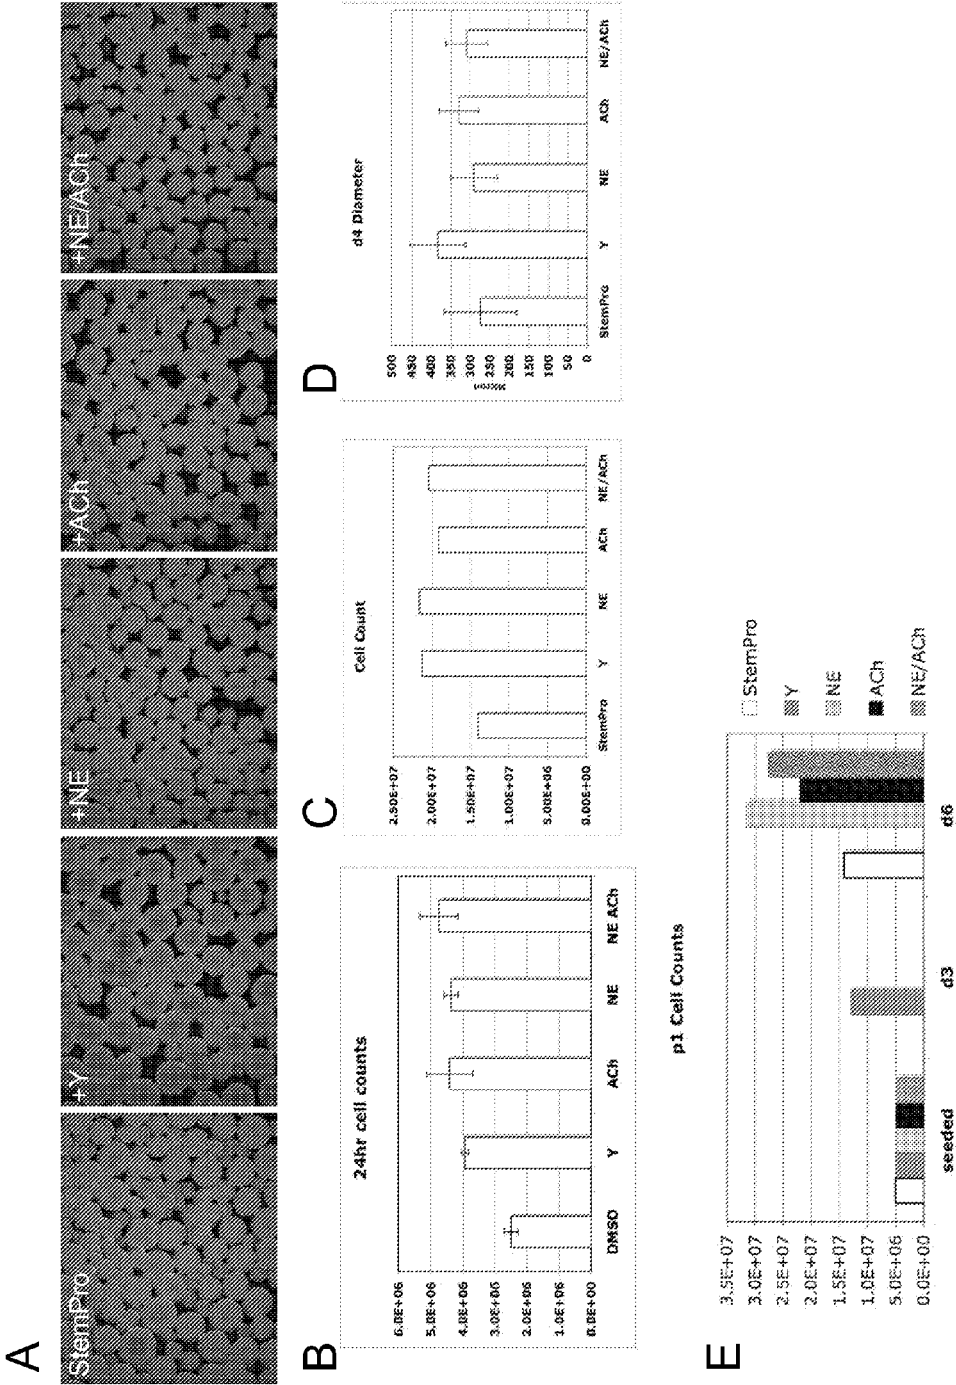 A
StemPro
+Y
+NE
+ACh
+NE/ACh
B
24hr cell counts
6.0E+06
5.0E+06
4.0E+06
3.0E+06
2.0E+06
1.0E+06
0.0E+00
DMSO
Y
ACh
NE
NE ACh
C
Cell Count
2.50E+07
2.00E+07
1.50E+07
1.00E+07
5.00E+06
0.00E+00
StemPro
Y
NE
ACh
NE/ACh
D
d4 Diameter
Micron
500
450
400
350
300
250
200
150
100
50
0
StemPro
Y
NE
ACh
NE/ACh
E
p1 Cell Counts
3.5E+07
3.0E+07
2.5E+07
2.0E+07
1.5E+07
1.0E+07
5.0E+06
0.0E+00
seeded
d3
d6
StemPro
Y
NE
ACh
NE/ACh